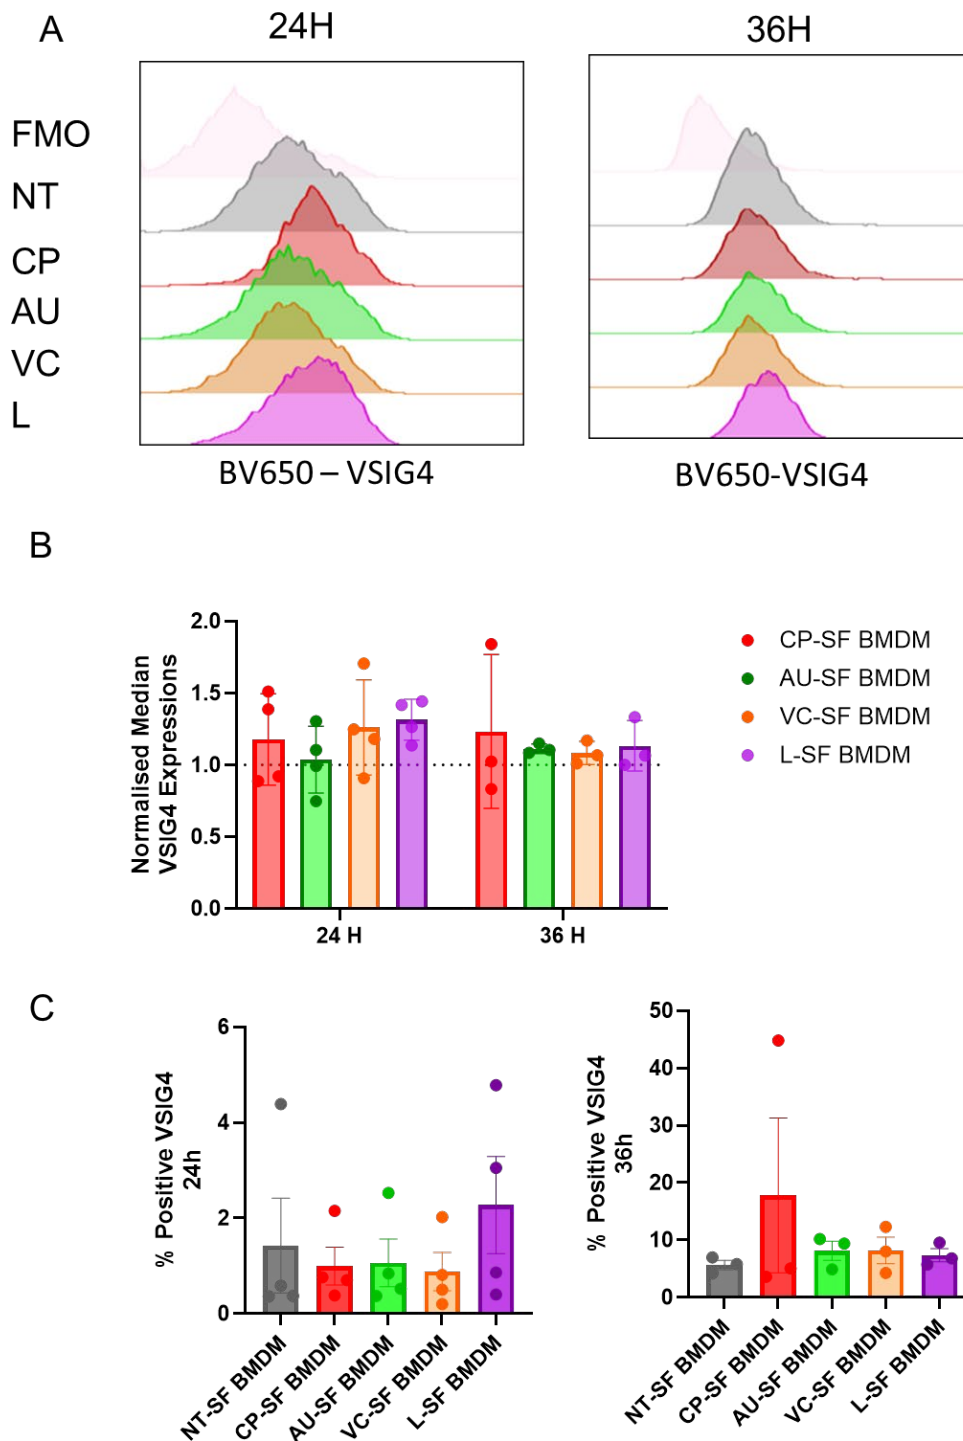 A
24H
36H
FMO
NT
CP
AU
VC
L
BV650 – VSIG4
BV650-VSIG4
B
Normalised Median
VSIG4 Expressions
2.0
1.5
1.0
0.5
0.0
24 H
36 H
CP-SF BMDM
AU-SF BMDM
VC-SF BMDM
L-SF BMDM
C
% Positive VSIG4
24h
6
4
2
0
NT-SF BMDM
CP-SF BMDM
AU-SF BMDM
VC-SF BMDM
L-SF BMDM
% Positive VSIG4
36h
50
40
30
20
10
0
NT-SF BMDM
CP-SF BMDM
AU-SF BMDM
VC-SF BMDM
L-SF BMDM